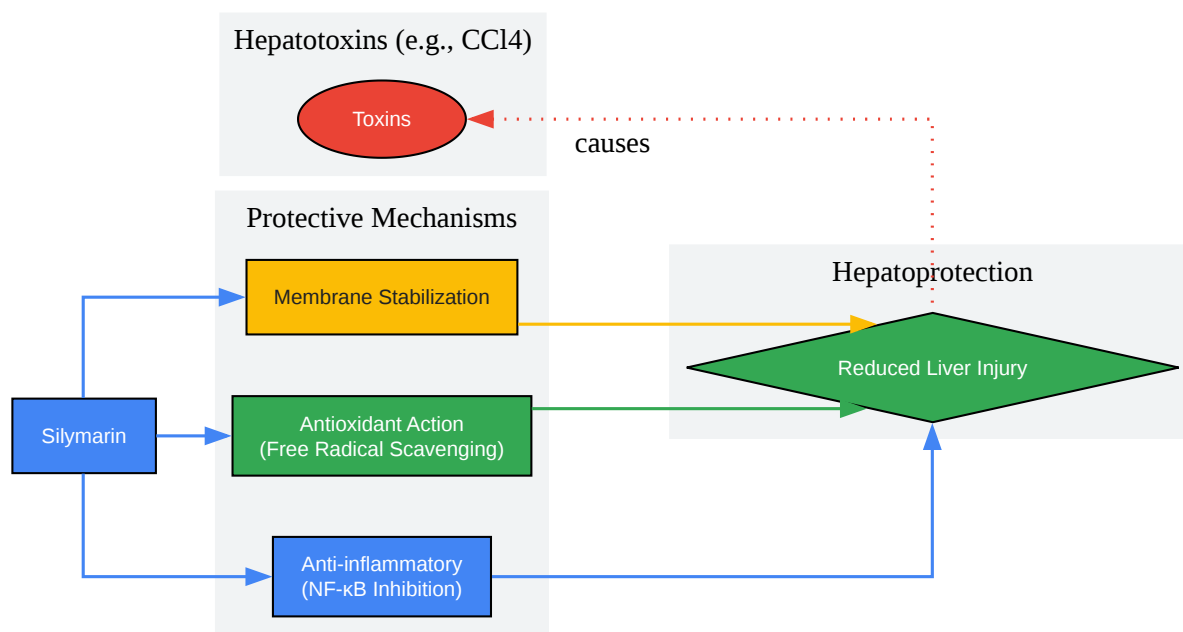 Hepatotoxins (e.g., CCl4)
Toxins
causes
Protective Mechanisms
Membrane Stabilization
Hepatoprotection
Reduced Liver Injury
Silymarin
Antioxidant Action
(Free Radical Scavenging)
Anti-inflammatory
(NF-κB Inhibition)